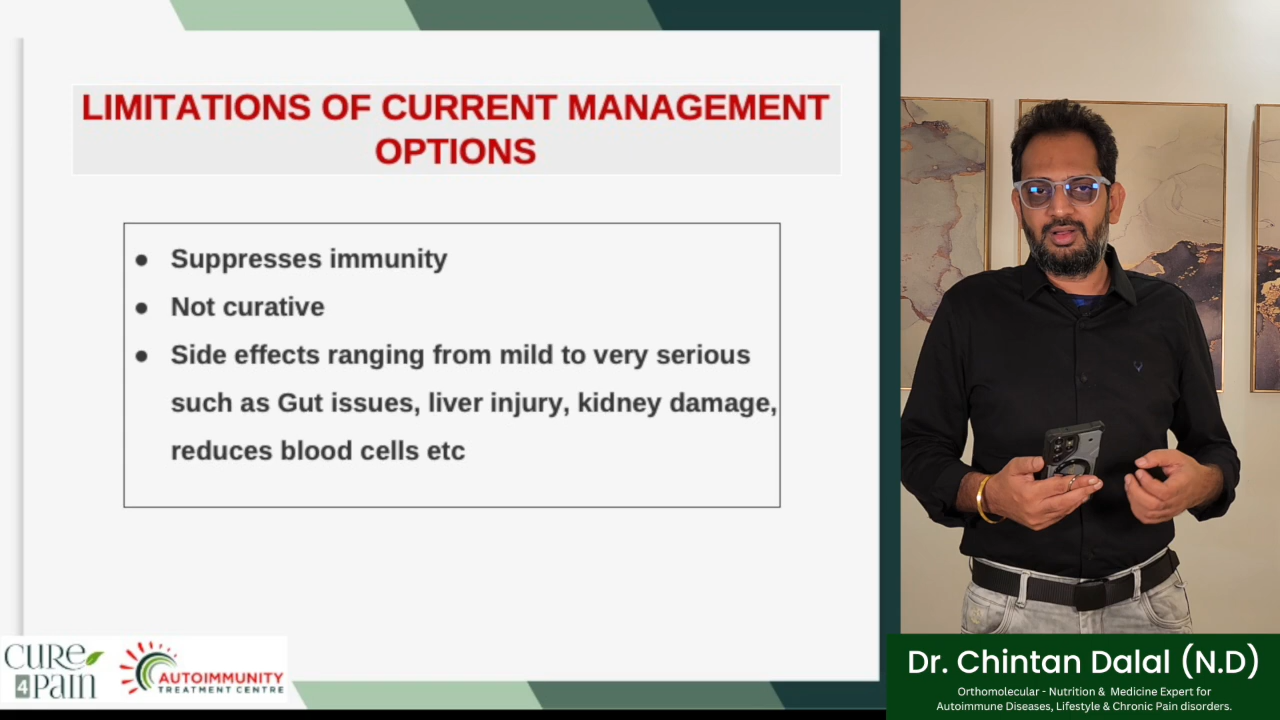 LIMITATIONS OF CURRENT MANAGEMENT
OPTIONS
● Suppresses immunity
● Not curative
● Side effects ranging from mild to very serious
such as Gut issues, liver injury, kidney damage,
reduces blood cells etc
CURE
4 PAiN
AUTOIMMUNITY
TREATMENT CENTRE
Dr. Chintan Dalal (N.D)
Orthomolecular - Nutrition & Medicine Expert for
Autoimmune Diseases, Lifestyle & Chronic Pain disorders.